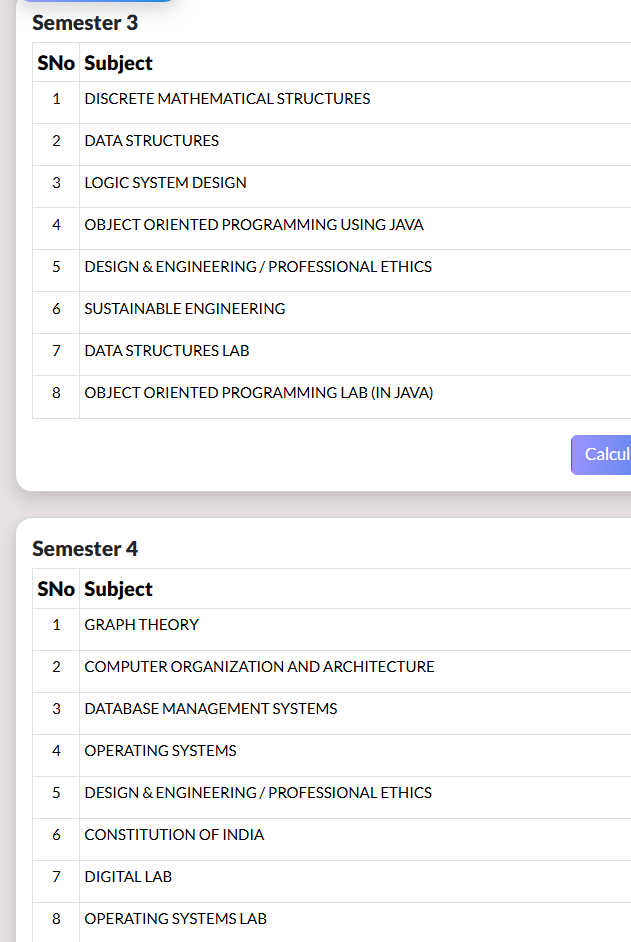 Semester 3
SNo Subject
1 DISCRETE MATHEMATICAL STRUCTURES
2 DATA STRUCTURES
3 LOGIC SYSTEM DESIGN
4 OBJECT ORIENTED PROGRAMMING USING JAVA
5 DESIGN & ENGINEERING / PROFESSIONAL ETHICS
6 SUSTAINABLE ENGINEERING
7 DATA STRUCTURES LAB
8 OBJECT ORIENTED PROGRAMMING LAB (IN JAVA)
Calcul
Semester 4
SNo Subject
1 GRAPH THEORY
2 COMPUTER ORGANIZATION AND ARCHITECTURE
3 DATABASE MANAGEMENT SYSTEMS
4 OPERATING SYSTEMS
5 DESIGN & ENGINEERING / PROFESSIONAL ETHICS
6 CONSTITUTION OF INDIA
7 DIGITAL LAB
8 OPERATING SYSTEMS LAB